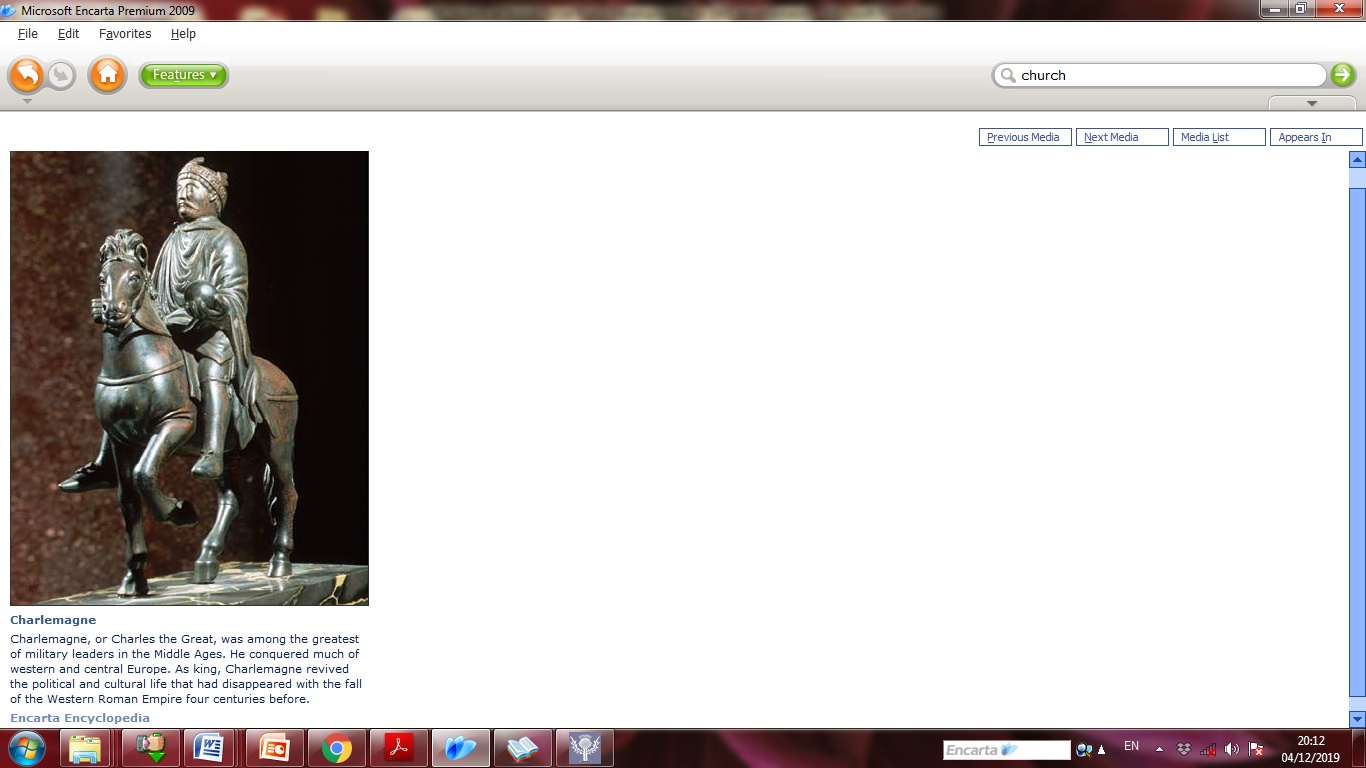 Microsoft Encarta Premium 2009
File Edit Favorites Help
Features
church
Previous Media Next Media Media List Appears In
Charlemagne
Charlemagne, or Charles the Great, was among the greatest
of military leaders in the Middle Ages. He conquered much of
western and central Europe. As king, Charlemagne revived
the political and cultural life that had disappeared with the fall
of the Western Roman Empire four centuries before.
Encarta Encyclopedia
Encarta EN 20:12
04/12/2019